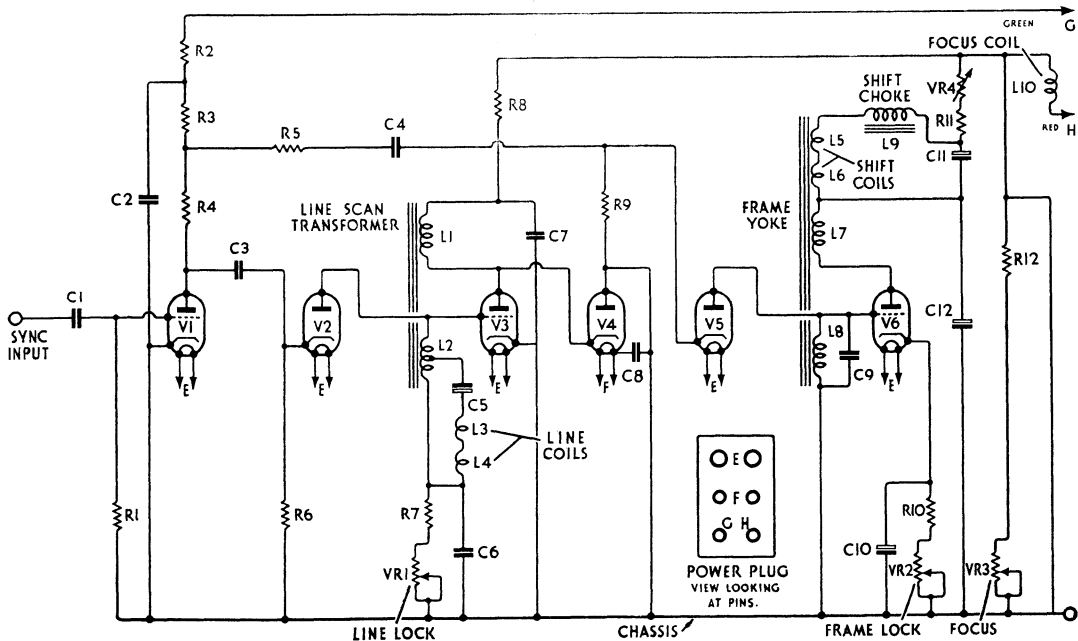 G
GREEN
FOCUS COIL
R2
SHIFT
CHOKE
VR4
L10
R8
R3
R11
RED H
R5
C4
L5
L9
C11
SHIFT
COILS
L6
C2
R4
LINE SCAN
TRANSFORMER
R9
FRAME
YOKE
L1
C7
L7
C3
R12
C1
V1
V2
V3
V4
V5
V6
C12
SYNC
INPUT
L2
L8
C8
C9
E
E
E
F
E
E
C5
L3
L4
LINE
COILS
E
F
G H
R1
R6
R7
C6
R10
C10
VR1
POWER PLUG
VIEW LOOKING
AT PINS.
VR2
VR3
LINE LOCK
CHASSIS
FRAME LOCK
FOCUS